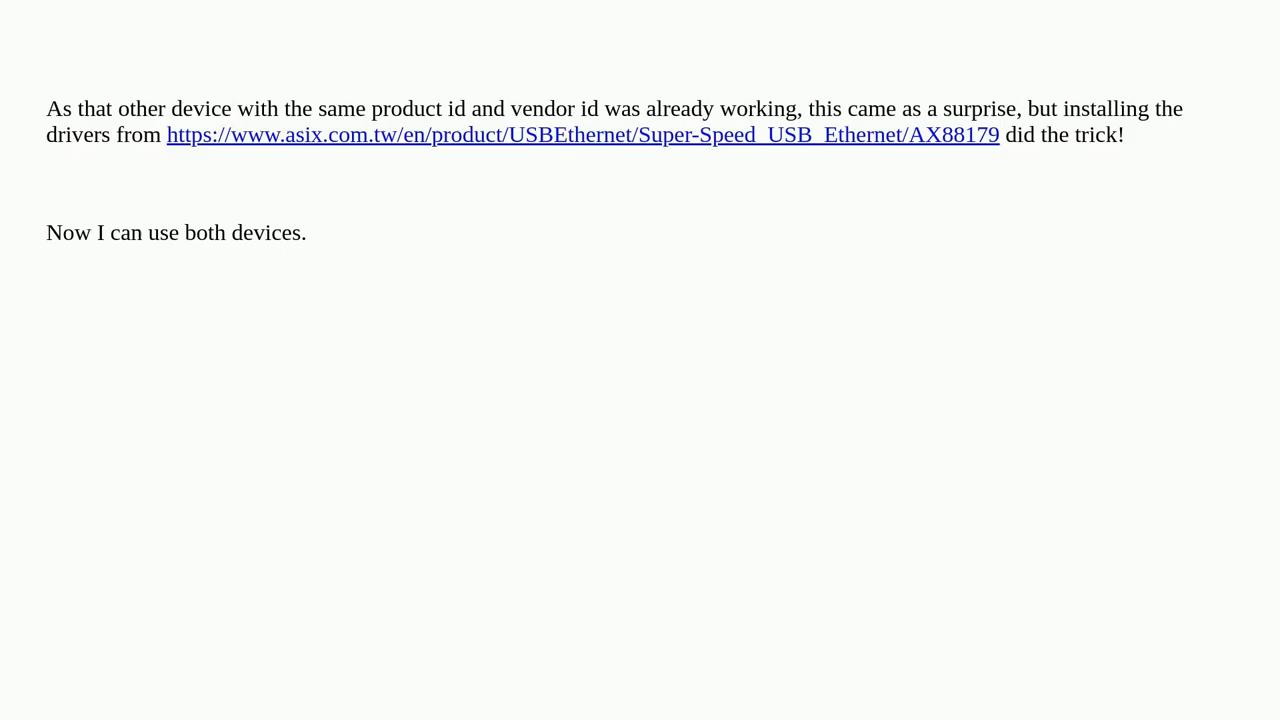 As that other device with the same product id and vendor id was already working, this came as a surprise, but installing the
drivers from https://www.asix.com.tw/en/product/USBEthernet/Super-Speed_USB_Ethernet/AX88179 did the trick!
Now I can use both devices.